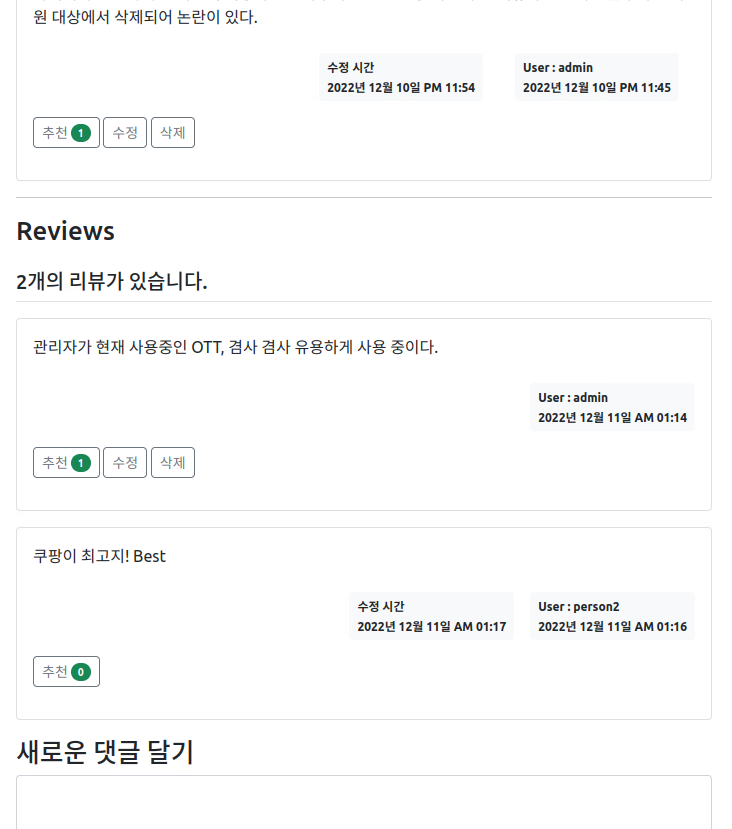 원 대상에서 삭제되어 논란이 있다.
수정 시간
2022년 12월 10일 PM 11:54
User : admin
2022년 12월 10일 PM 11:45
추천 1 수정 삭제
Reviews
2개의 리뷰가 있습니다.
관리자가 현재 사용중인 OTT, 겸사 겸사 유용하게 사용 중이다.
User : admin
2022년 12월 11일 AM 01:14
추천 1 수정 삭제
쿠팡이 최고지! Best
수정 시간
2022년 12월 11일 AM 01:17
User : person2
2022년 12월 11일 AM 01:16
추천 0
새로운 댓글 달기